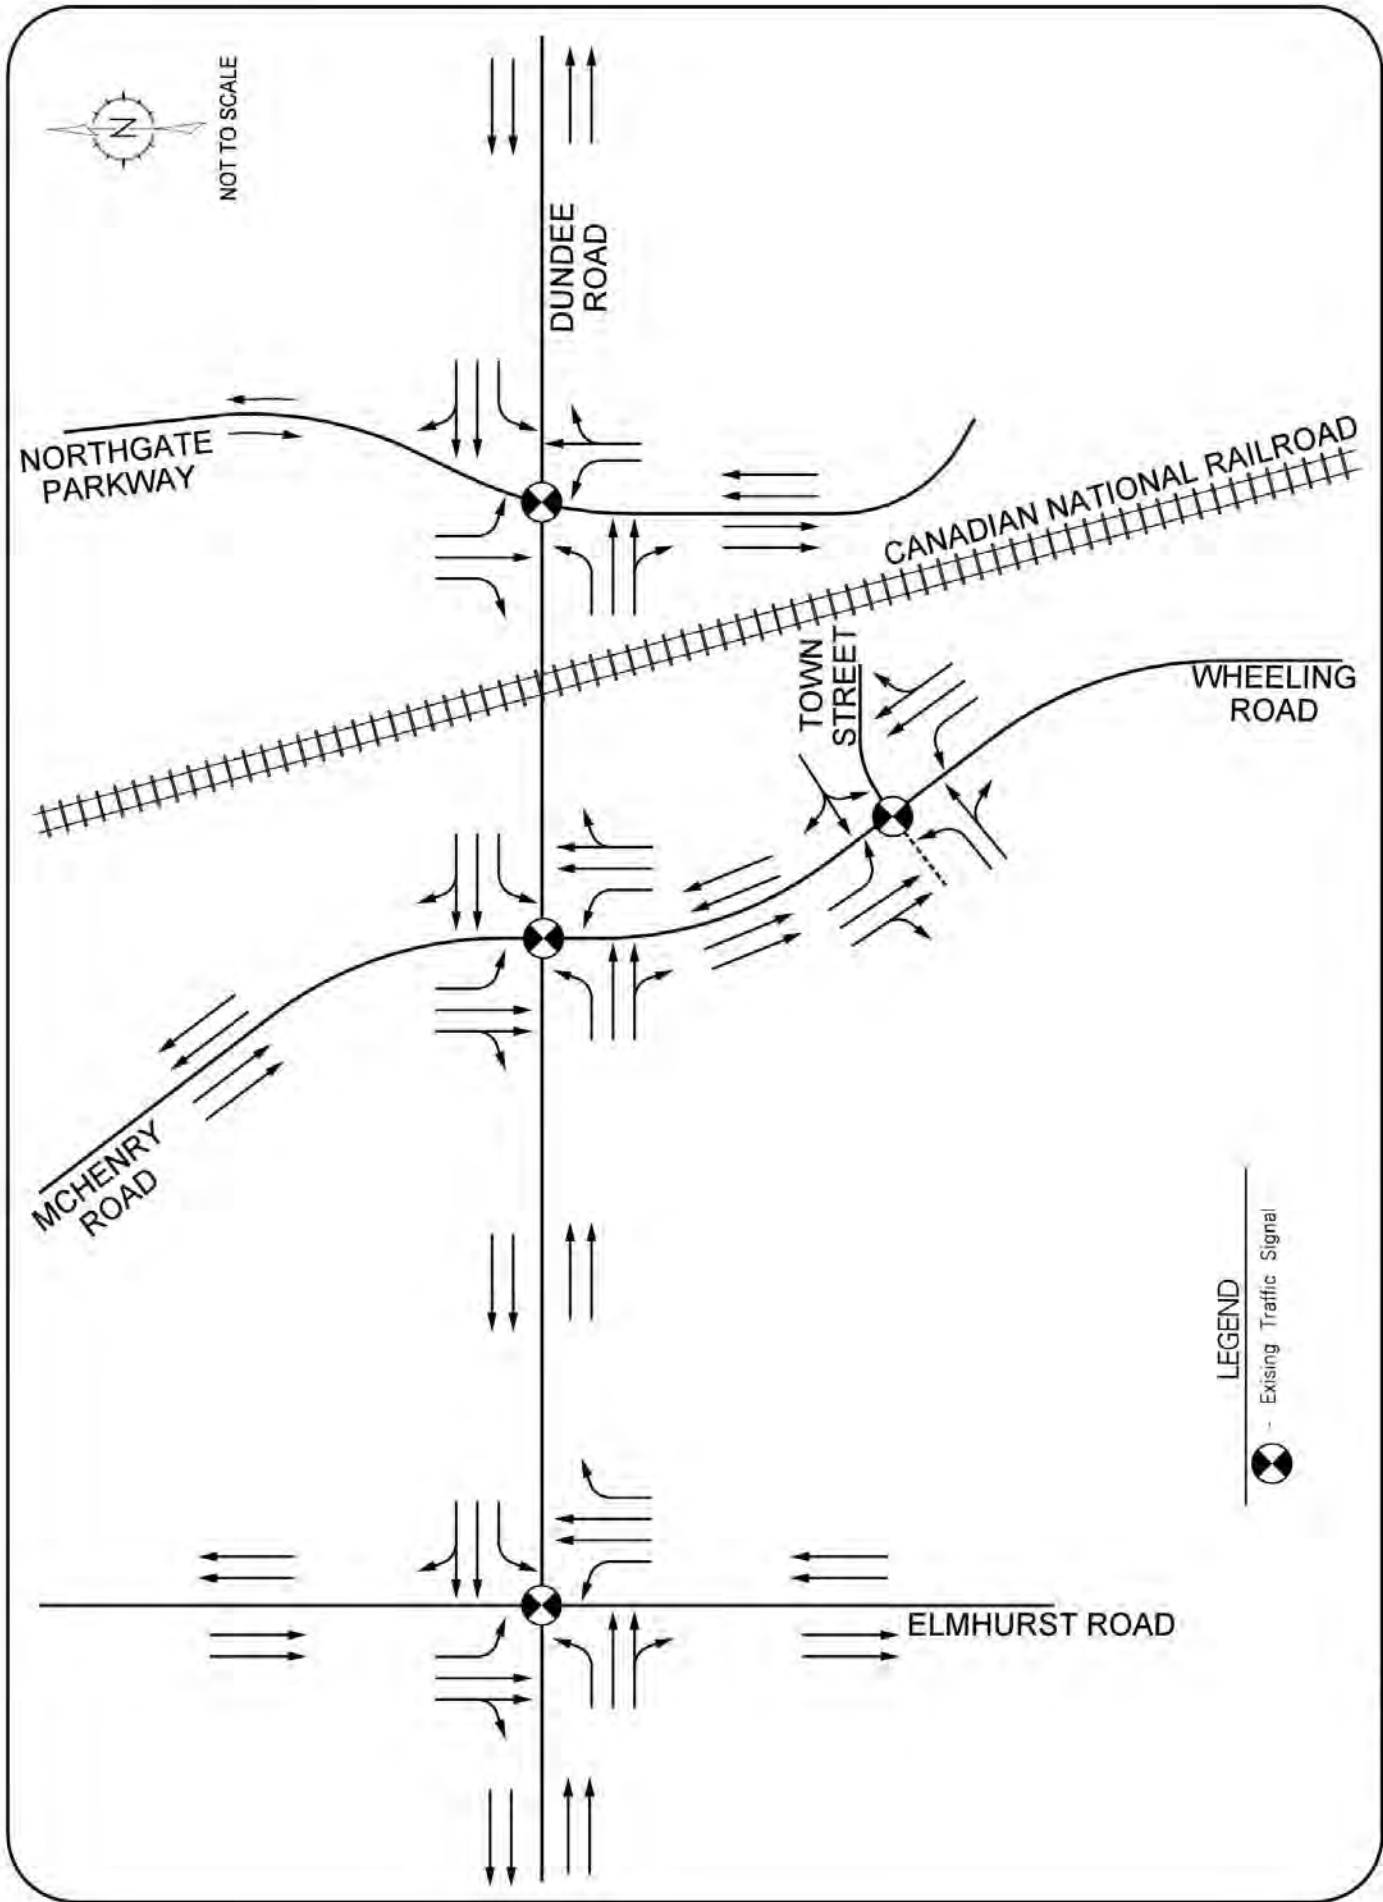 N
NOT TO SCALE
DUNDEE
ROAD
NORTHGATE
PARKWAY
CANADIAN NATIONAL RAILROAD
TOWN
STREET
WHEELING
ROAD
MCHENRY
ROAD
LEGEND
- Exising Traffic Signal
ELMHURST ROAD